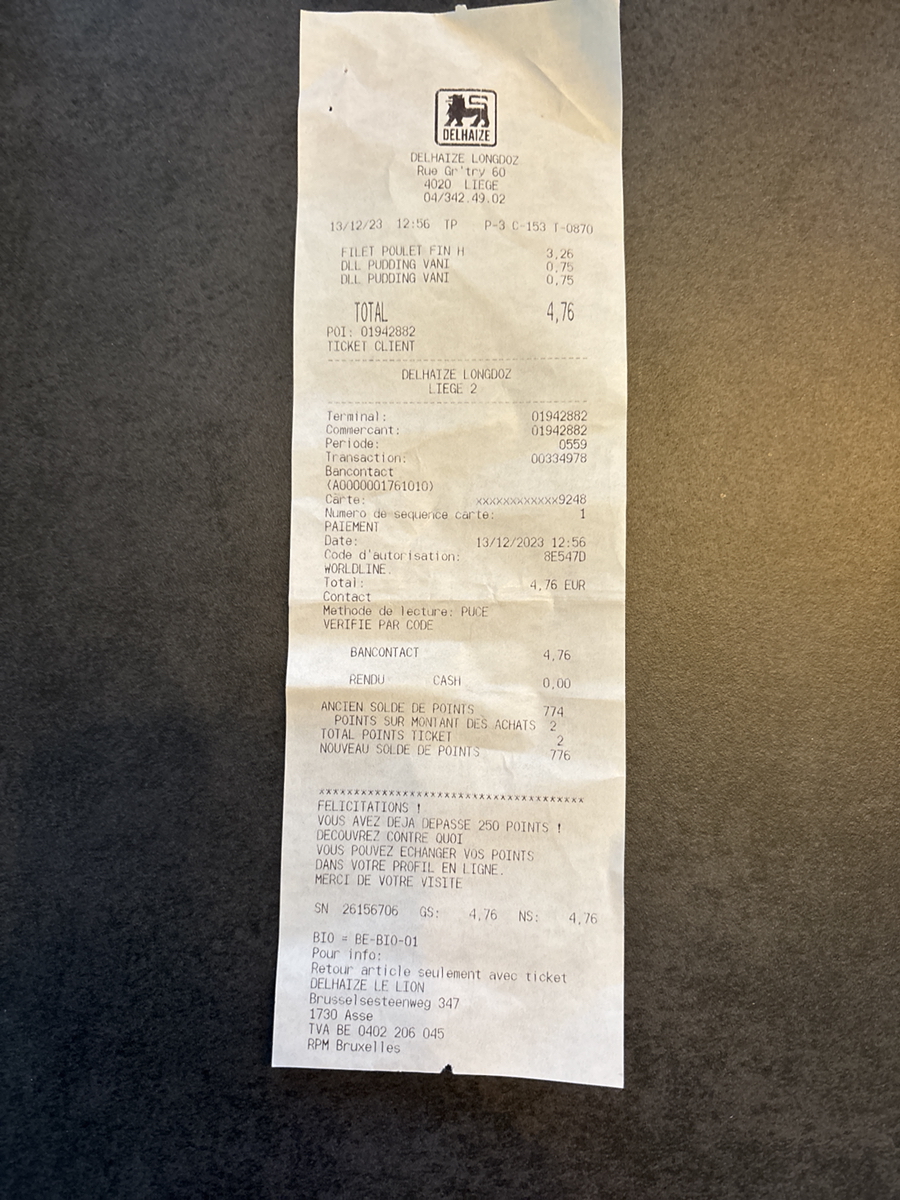 DELHAIZE
DELHAIZE LONGDOZ
Rue Gr'try 60
4020 LIEGE
04/342.49.02
13/12/23 12:56 TP P-3 C-153 T-0870
FILET POULET FIN H 3,26
DLL PUDDING VANI 0,75
DLL PUDDING VANI 0,75
TOTAL 4,76
POI: 01942882
TICKET CLIENT
--------------------------------------
DELHAIZE LONGDOZ
LIEGE 2
--------------------------------------
Terminal: 01942882
Commercant: 01942882
Periode: 0559
Transaction: 00334978
Bancontact
(A0000001761010)
Carte: xxxxxxxxxxxxx9248
Numero de sequence carte: 1
PAIEMENT
Date: 13/12/2023 12:56
Code d'autorisation: 8E547D
WORLDLINE.
Total: 4,76 EUR
Contact
Methode de lecture: PUCE
VERIFIE PAR CODE
BANCONTACT 4,76
RENDU CASH 0,00
ANCIEN SOLDE DE POINTS 774
POINTS SUR MONTANT DES ACHATS 2
TOTAL POINTS TICKET 2
NOUVEAU SOLDE DE POINTS 776
**************************************
FELICITATIONS !
VOUS AVEZ DEJA DEPASSE 250 POINTS !
DECOUVREZ CONTRE QUOI
VOUS POUVEZ ECHANGER VOS POINTS
DANS VOTRE PROFIL EN LIGNE.
MERCI DE VOTRE VISITE
SN 26156706 GS: 4,76 NS: 4,76
BIO = BE-BIO-01
Pour info:
Retour article seulement avec ticket
DELHAIZE LE LION
Brusselsesteenweg 347
1730 Asse
TVA BE 0402 206 045
RPM Bruxelles